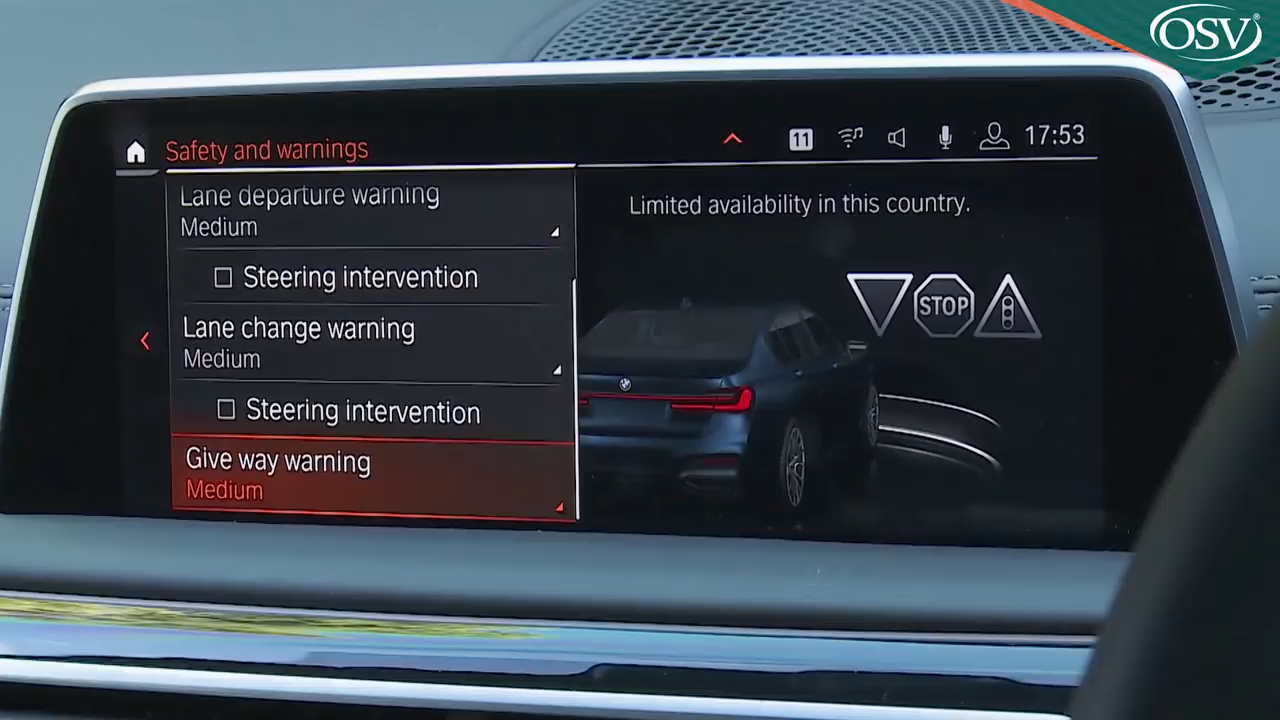 OSV
Safety and warnings
11
17:53
Lane departure warning
Medium
Steering intervention
Lane change warning
Medium
Steering intervention
Give way warning
Medium
Limited availability in this country.
STOP